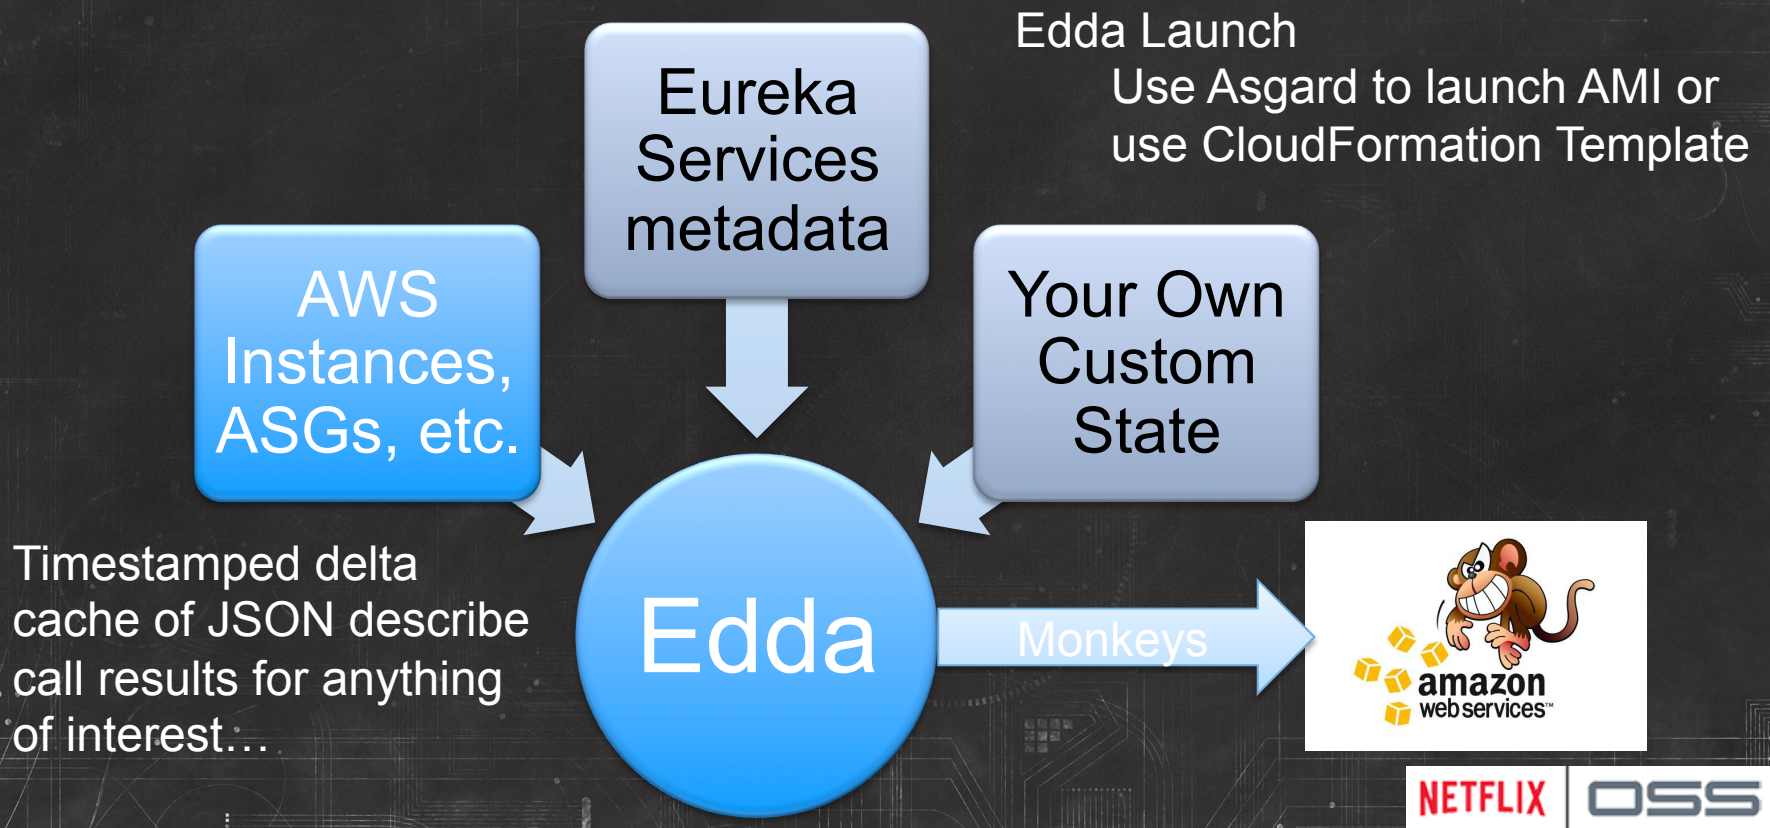 Edda Launch
Use Asgard to launch AMI or
use CloudFormation Template
Eureka
Services
metadata
AWS
Instances,
ASGs, etc.
Your Own
Custom
State
Timestamped delta
cache of JSON describe
call results for anything
of interest…
Edda
Monkeys
amazon
webservices™
NETFLIX OSS